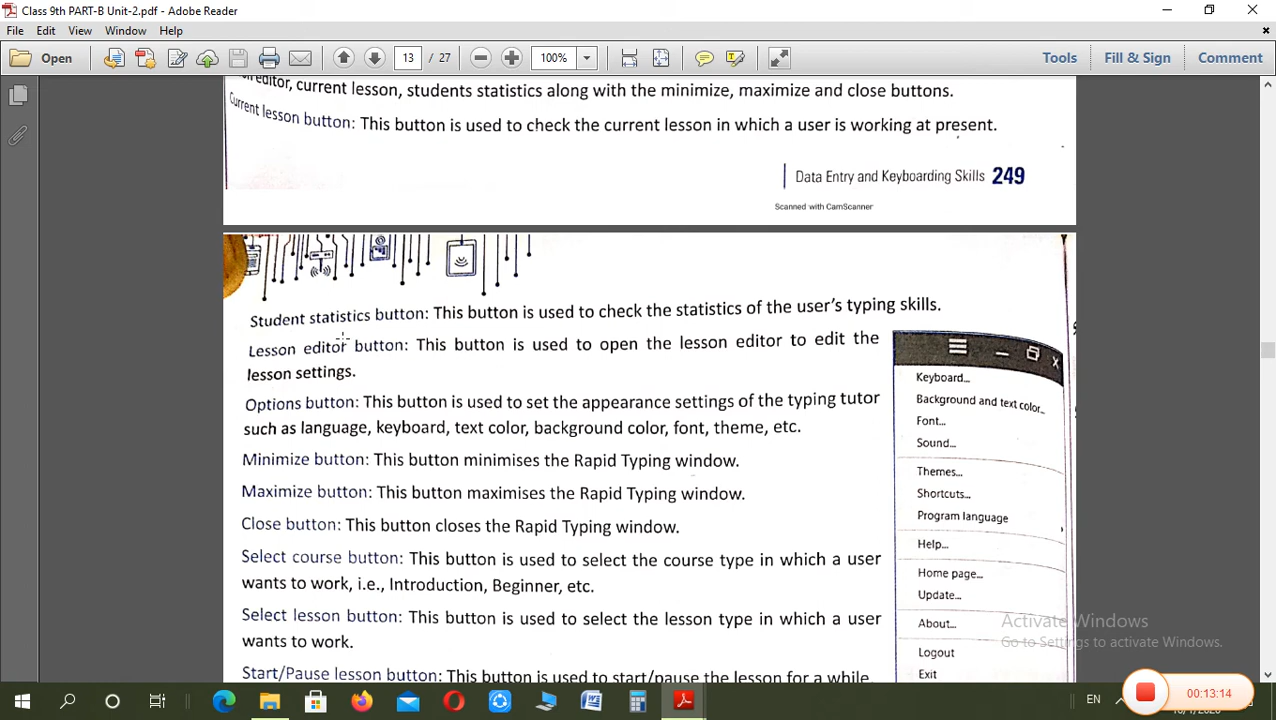 Class 9th PART-B Unit-2.pdf - Adobe Reader
File Edit View Window Help
Open 13 / 27 100% Tools Fill & Sign Comment
editor, current lesson, students statistics along with the minimize, maximize and close buttons.
Current lesson button: This button is used to check the current lesson in which a user is working at present.
Data Entry and Keyboarding Skills 249
Scanned with CamScanner
Student statistics button: This button is used to check the statistics of the user's typing skills.
Lesson editor button: This button is used to open the lesson editor to edit the
lesson settings.
Options button: This button is used to set the appearance settings of the typing tutor
such as language, keyboard, text color, background color, font, theme, etc.
Minimize button: This button minimises the Rapid Typing window.
Maximize button: This button maximises the Rapid Typing window.
Close button: This button closes the Rapid Typing window.
Select course button: This button is used to select the course type in which a user
wants to work, i.e., Introduction, Beginner, etc.
Select lesson button: This button is used to select the lesson type in which a user
wants to work.
Start/Pause lesson button: This button is used to start/pause the lesson for a while.
Keyboard...
Background and text color...
Font...
Sound...
Themes...
Shortcuts...
Program language
Help...
Home page...
Update...
About...
Logout
Exit
Activate Windows
Go to Settings to activate Windows.
EN
00:13:14